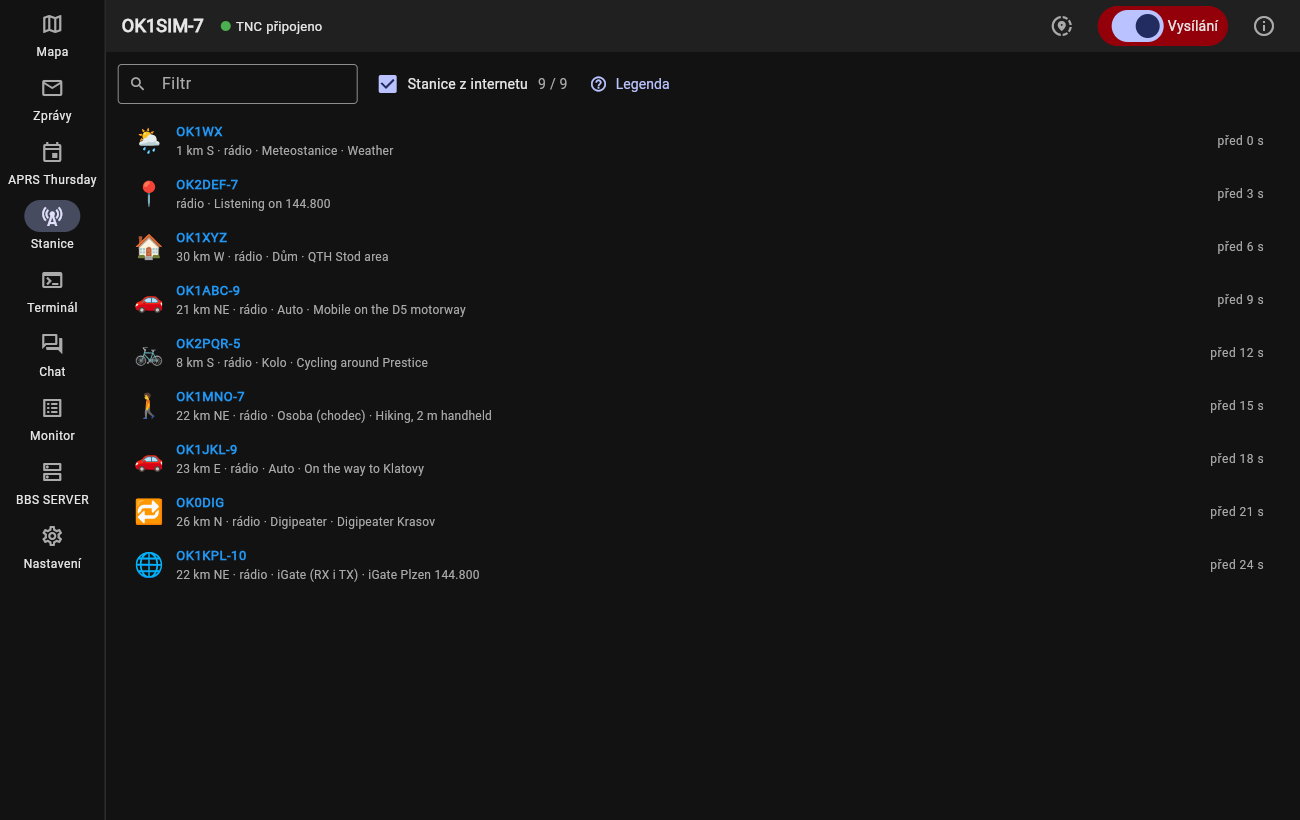 OK1SIM-7
TNC připojeno
Vysílání
Mapa
Zprávy
APRS Thursday
Stanice
Terminál
Chat
Monitor
BBS SERVER
Nastavení
Filtr
Stanice z internetu 9 / 9
Legenda
OK1WX
1 km S · rádio · Meteostanice · Weather
před 0 s
OK2DEF-7
rádio · Listening on 144.800
před 3 s
OK1XYZ
30 km W · rádio · Dům · QTH Stod area
před 6 s
OK1ABC-9
21 km NE · rádio · Auto · Mobile on the D5 motorway
před 9 s
OK2PQR-5
8 km S · rádio · Kolo · Cycling around Prestice
před 12 s
OK1MNO-7
22 km NE · rádio · Osoba (chodec) · Hiking, 2 m handheld
před 15 s
OK1JKL-9
23 km E · rádio · Auto · On the way to Klatovy
před 18 s
OK0DIG
26 km N · rádio · Digipeater · Digipeater Krasov
před 21 s
OK1KPL-10
22 km NE · rádio · iGate (RX i TX) · iGate Plzen 144.800
před 24 s